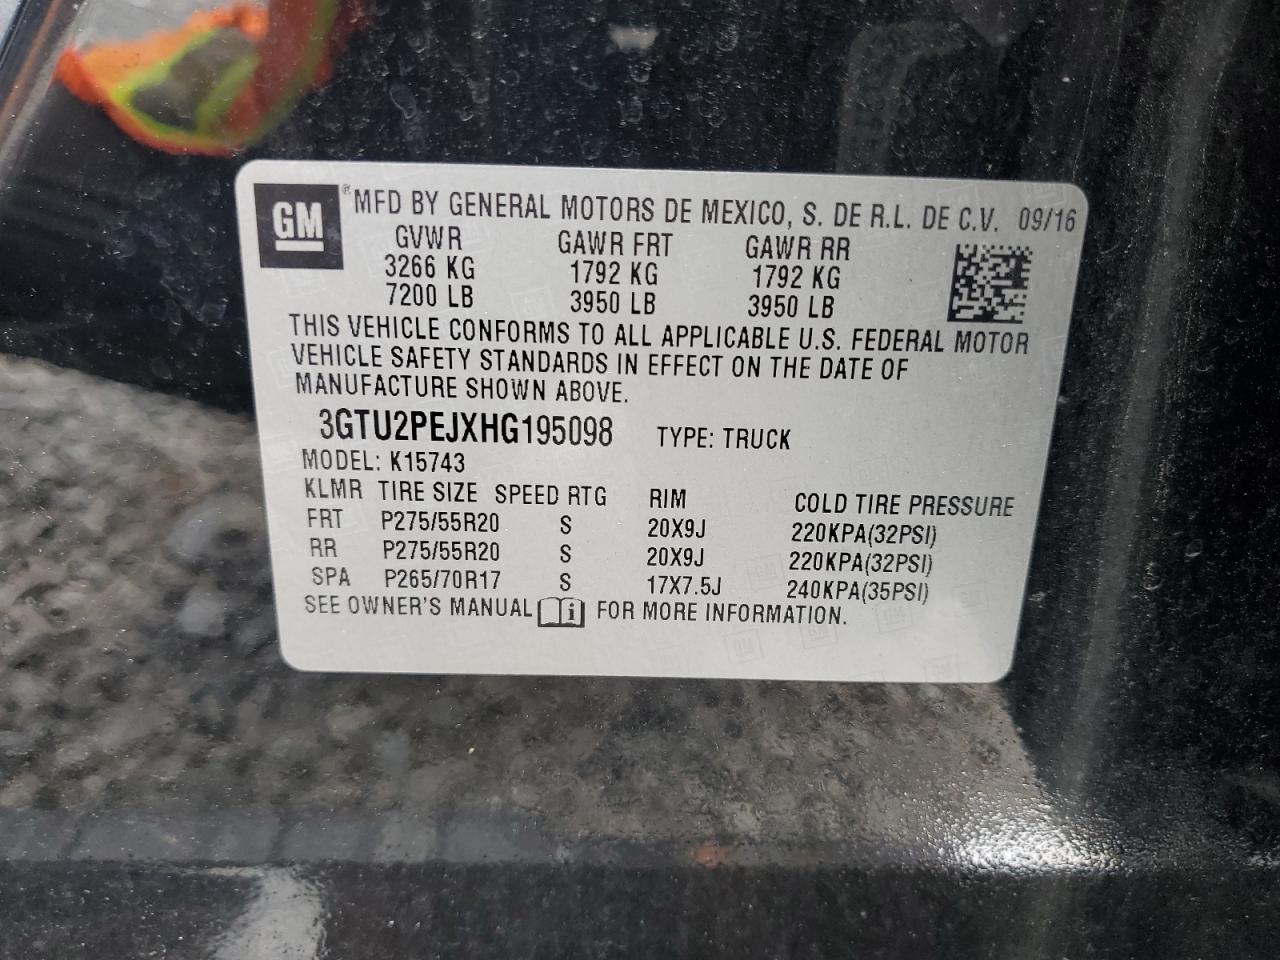 GM ® MFD BY GENERAL MOTORS DE MEXICO, S. DE R.L. DE C.V. 09/16
GVWR GAWR FRT GAWR RR
3266 KG 1792 KG 1792 KG
7200 LB 3950 LB 3950 LB
THIS VEHICLE CONFORMS TO ALL APPLICABLE U.S. FEDERAL MOTOR
VEHICLE SAFETY STANDARDS IN EFFECT ON THE DATE OF
MANUFACTURE SHOWN ABOVE.
3GTU2PEJXHG195098 TYPE: TRUCK
MODEL: K15743
KLMR TIRE SIZE SPEED RTG RIM COLD TIRE PRESSURE
FRT P275/55R20 S 20X9J 220KPA(32PSI)
RR P275/55R20 S 20X9J 220KPA(32PSI)
SPA P265/70R17 S 17X7.5J 240KPA(35PSI)
SEE OWNER'S MANUAL FOR MORE INFORMATION.